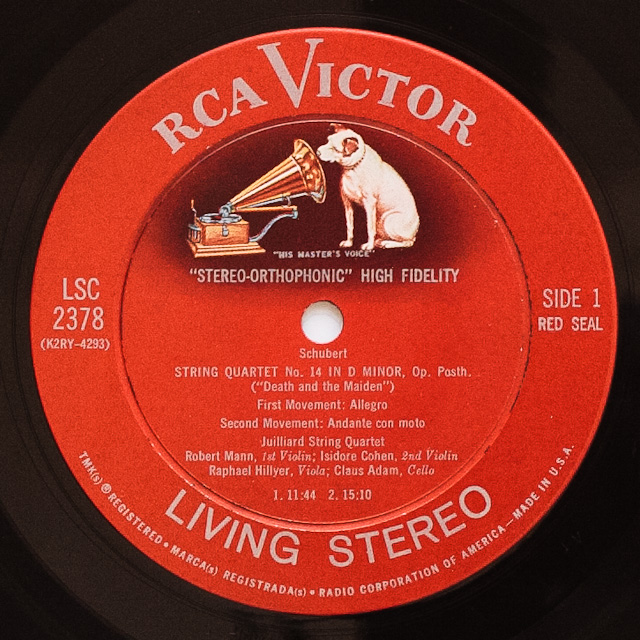 RCA VICTOR
"HIS MASTER'S VOICE"
"STEREO-ORTHOPHONIC" HIGH FIDELITY
LSC
2378
(K2RY-4293)
SIDE 1
RED SEAL
Schubert
STRING QUARTET No. 14 IN D MINOR, Op. Posth.
("Death and the Maiden")
First Movement: Allegro
Second Movement: Andante con moto
Juilliard String Quartet
Robert Mann, 1st Violin; Isidore Cohen, 2nd Violin
Raphael Hillyer, Viola; Claus Adam, Cello
1. 11:44 2. 15:10
LIVING STEREO
TMK(s) ® REGISTERED • MARCA(s) REGISTRADA(s) • RADIO CORPORATION OF AMERICA—MADE IN U.S.A.